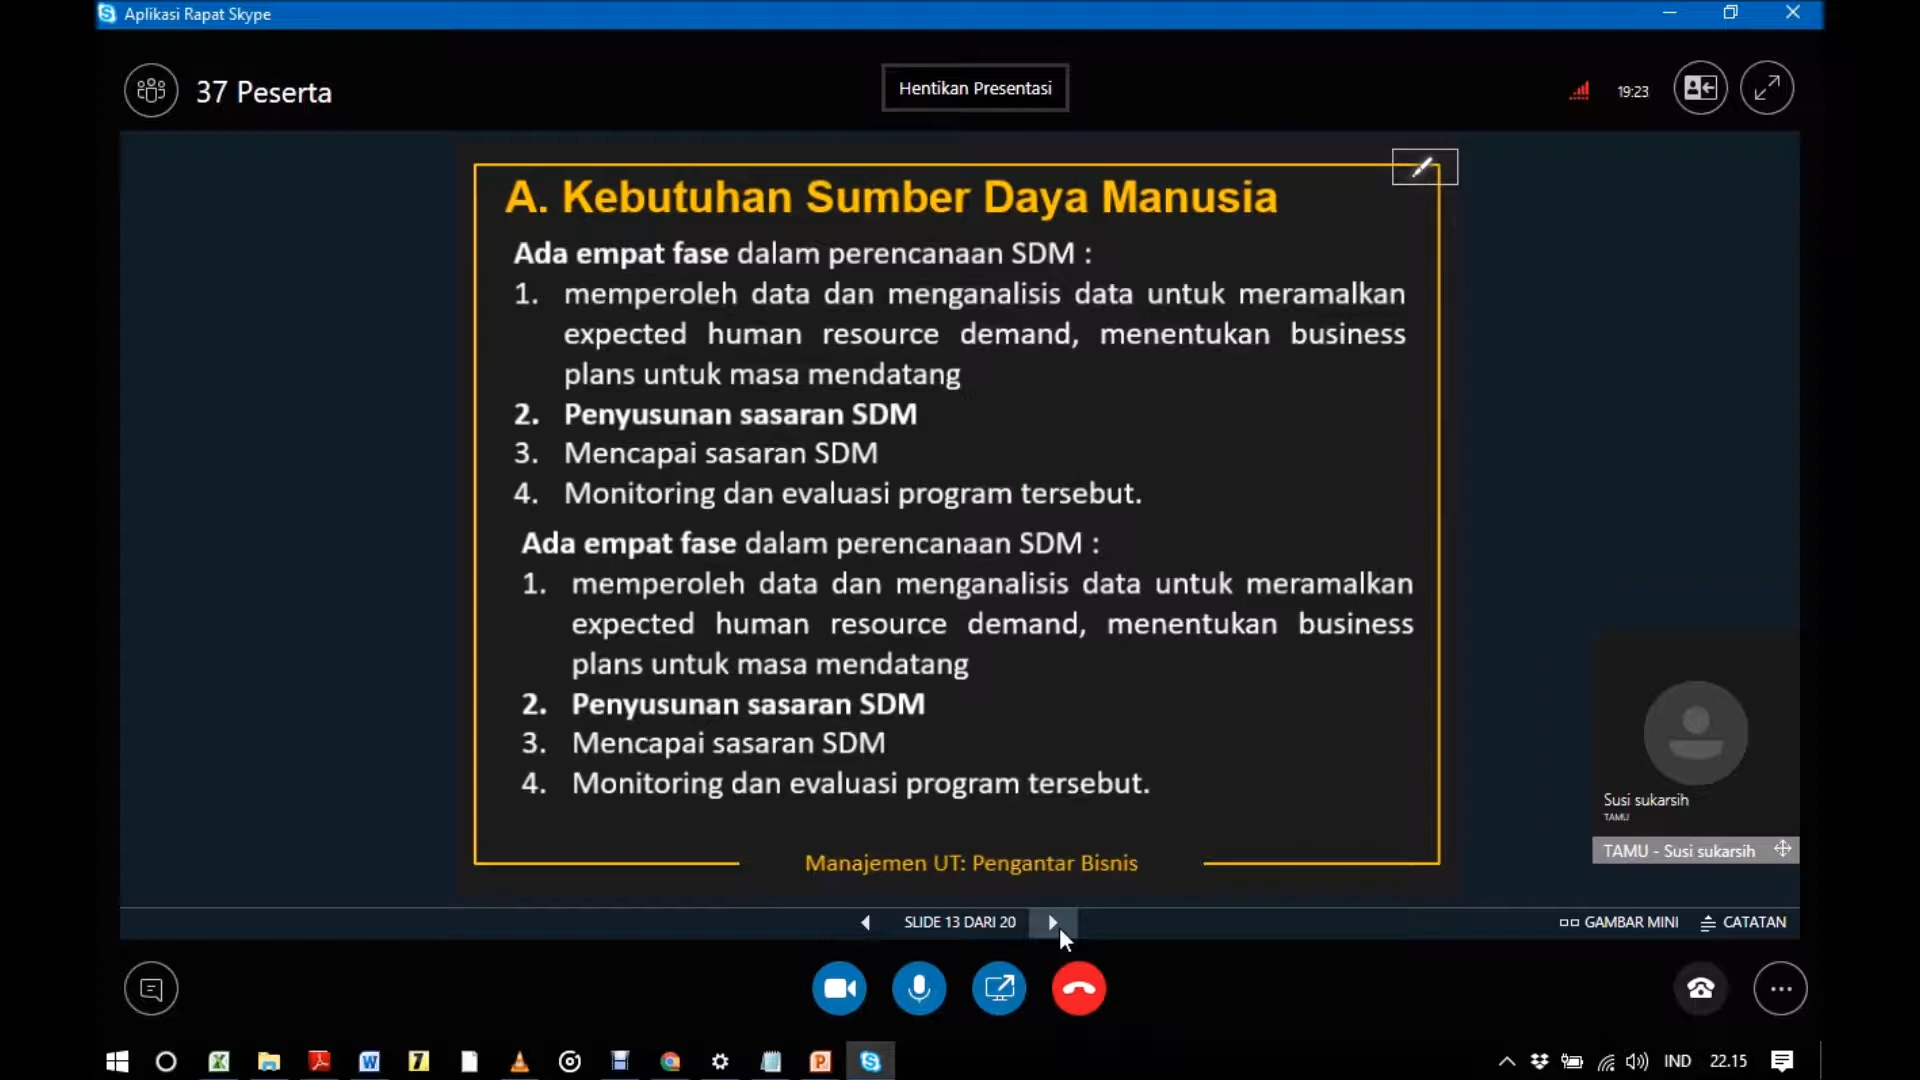 Aplikasi Rapat Skype
37 Peserta
Hentikan Presentasi
19:23
A. Kebutuhan Sumber Daya Manusia
Ada empat fase dalam perencanaan SDM :
1. memperoleh data dan menganalisis data untuk meramalkan
expected human resource demand, menentukan business
plans untuk masa mendatang
2. Penyusunan sasaran SDM
3. Mencapai sasaran SDM
4. Monitoring dan evaluasi program tersebut.
Ada empat fase dalam perencanaan SDM :
1. memperoleh data dan menganalisis data untuk meramalkan
expected human resource demand, menentukan business
plans untuk masa mendatang
2. Penyusunan sasaran SDM
3. Mencapai sasaran SDM
4. Monitoring dan evaluasi program tersebut.
Manajemen UT: Pengantar Bisnis
Susi sukarsih
TAMU
TAMU - Susi sukarsih
SLIDE 13 DARI 20
GAMBAR MINI
CATATAN
IND
22.15